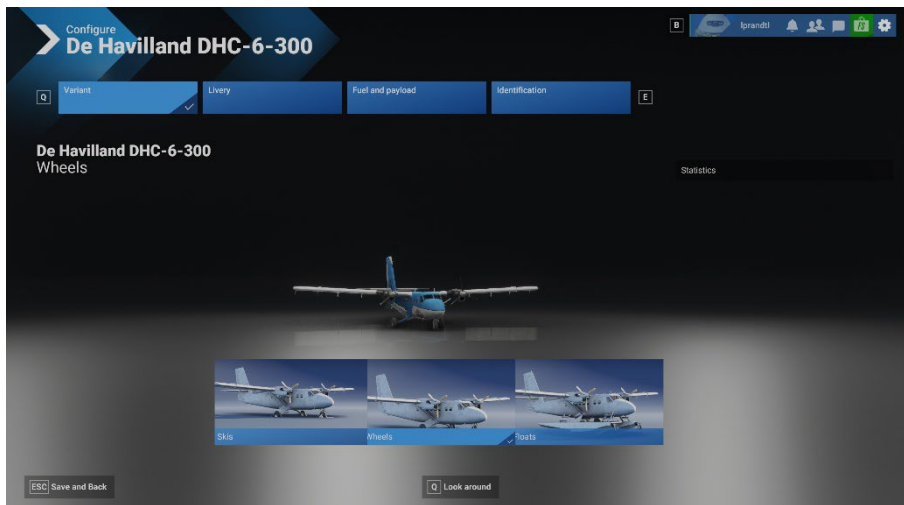 Configure
De Havilland DHC-6-300
B
lprandtl
Q
Variant
Livery
Fuel and payload
Identification
E
De Havilland DHC-6-300
Wheels
Statistics
Skis
Wheels
Floats
ESC Save and Back
Q Look around